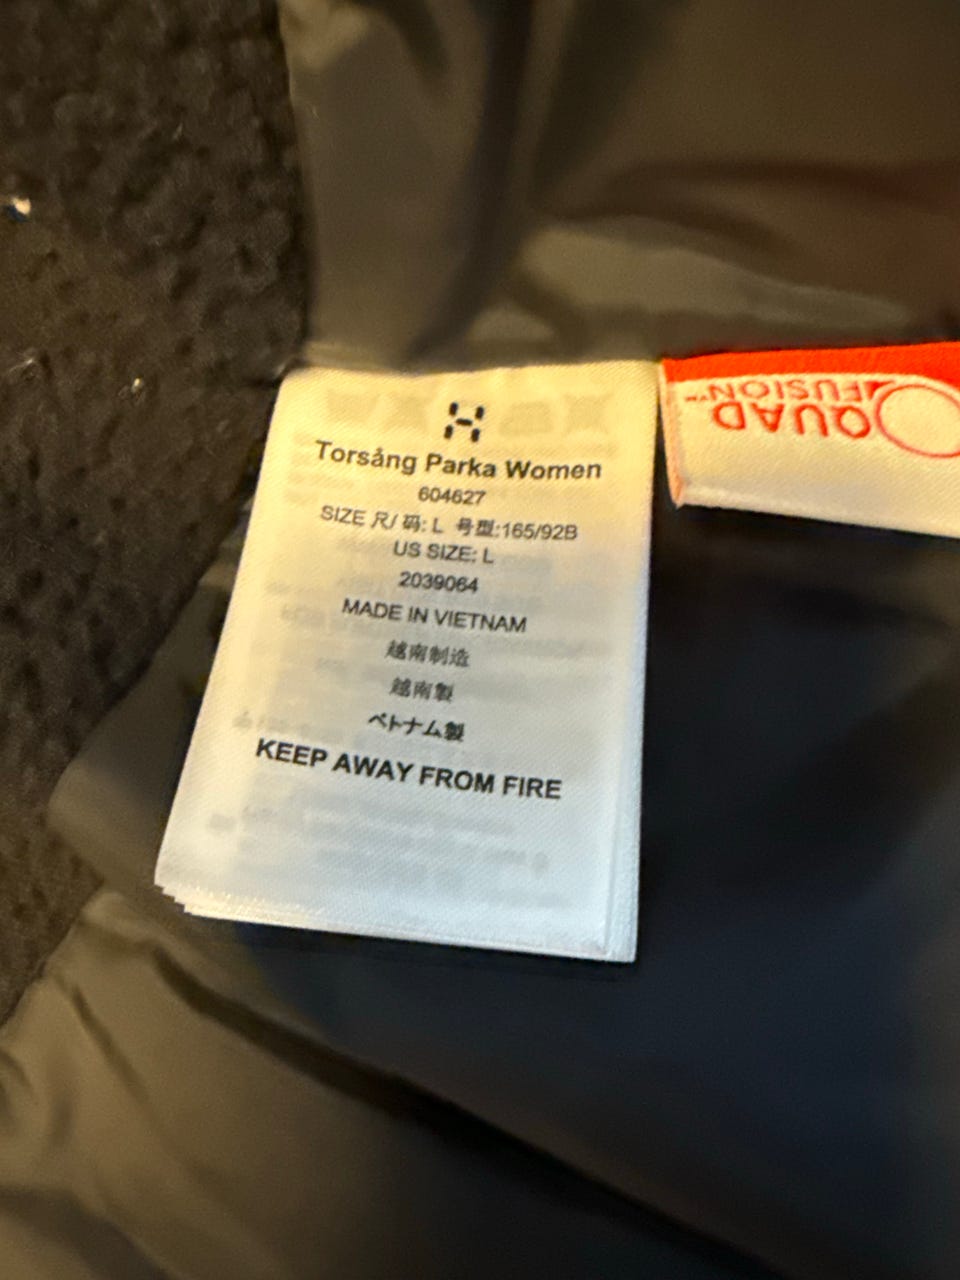 Torsång Parka Women
604627
SIZE 尺/ 码: L 号型:165/92B
US SIZE: L
2039064
MADE IN VIETNAM
越南制造
越南製
ベトナム製
KEEP AWAY FROM FIRE
QUAD
FUSION™